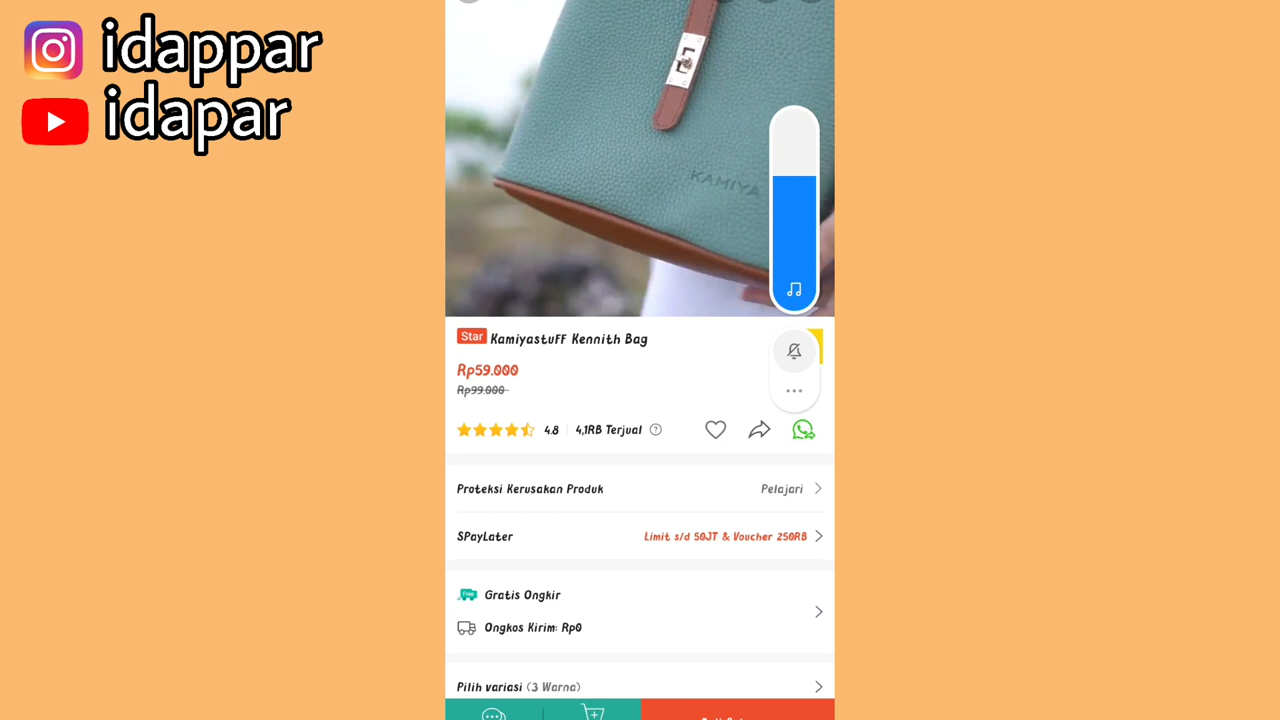 idappar
idapar
KAMIYA
Star KamiyastuFF Kennith Bag
Rp59.000
Rp99.000
4.8 4,1RB Terjual ?
Proteksi Kerusakan Produk Pelajari
SPayLater Limit s/d 50JT & Voucher 250RB
Free Gratis Ongkir
Ongkos Kirim: Rp0
Pilih variasi (3 Warna)